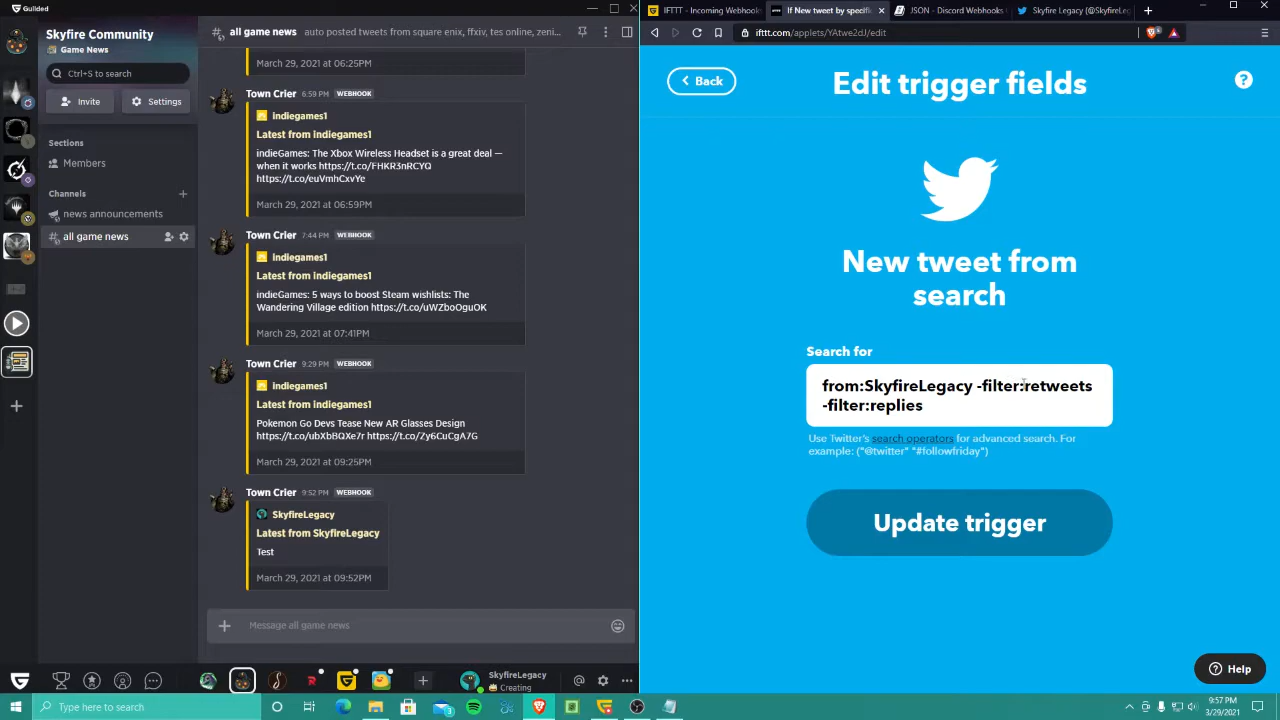 Guilded
Skyfire Community
Game News
Ctrl+S to search
Invite
Settings
Sections
Members
Channels
news announcements
all game news
all game news
auto posted tweets from square enix, ffxiv, tes online, zeni...
March 29, 2021 at 06:25PM
Town Crier 6:59 PM WEBHOOK
indiegames1
Latest from indiegames1
indieGames: The Xbox Wireless Headset is a great deal —
when it works https://t.co/FHKR3nRCYQ
https://t.co/euVmhCxvYe
March 29, 2021 at 06:59PM
Town Crier 7:44 PM WEBHOOK
indiegames1
Latest from indiegames1
indieGames: 5 ways to boost Steam wishlists: The
Wandering Village edition https://t.co/uWZboOguOK
March 29, 2021 at 07:41PM
Town Crier 9:29 PM WEBHOOK
indiegames1
Latest from indiegames1
Pokemon Go Devs Tease New AR Glasses Design
https://t.co/ubXbBQXe7r https://t.co/2y6CuCgA7G
March 29, 2021 at 09:25PM
Town Crier 9:52 PM WEBHOOK
SkyfireLegacy
Latest from SkyfireLegacy
Test
March 29, 2021 at 09:52PM
Message all game news
SkyfireLegacy
Creating
IFTTT - Incoming Webhooks
If New tweet by specifi
JSON - Discord Webhooks
Skyfire Legacy (@SkyfireLeg
ifttt.com/applets/YAtwe2dJ/edit
Back
Edit trigger fields
New tweet from
search
Search for
from:SkyfireLegacy -filter:retweets
-filter:replies
Use Twitter's search operators for advanced search. For
example: ("@twitter" "#followfriday")
Update trigger
Help
Type here to search
9:57 PM
3/29/2021